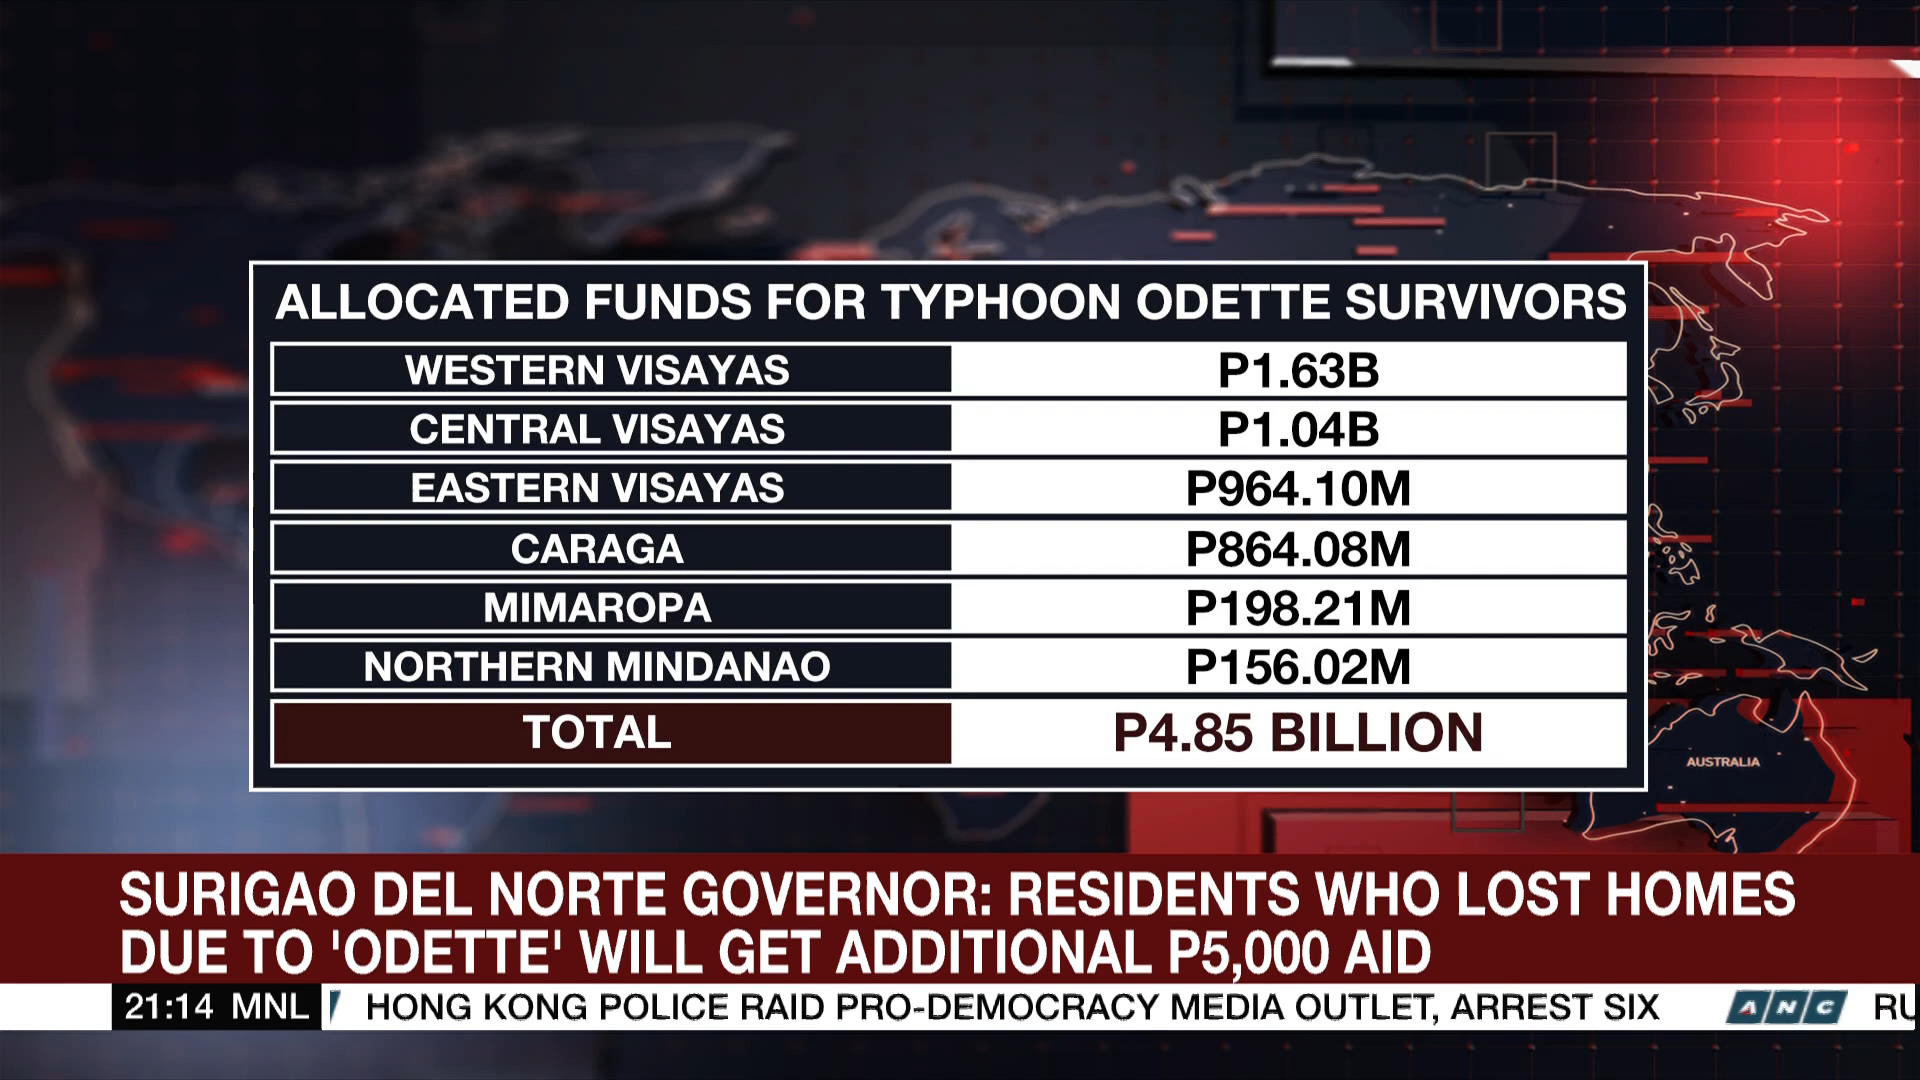 ALLOCATED FUNDS FOR TYPHOON ODETTE SURVIVORS
WESTERN VISAYAS P1.63B
CENTRAL VISAYAS P1.04B
EASTERN VISAYAS P964.10M
CARAGA P864.08M
MIMAROPA P198.21M
NORTHERN MINDANAO P156.02M
TOTAL P4.85 BILLION
AUSTRALIA
SURIGAO DEL NORTE GOVERNOR: RESIDENTS WHO LOST HOMES
DUE TO 'ODETTE' WILL GET ADDITIONAL P5,000 AID
21:14 MNL HONG KONG POLICE RAID PRO-DEMOCRACY MEDIA OUTLET, ARREST SIX ANC